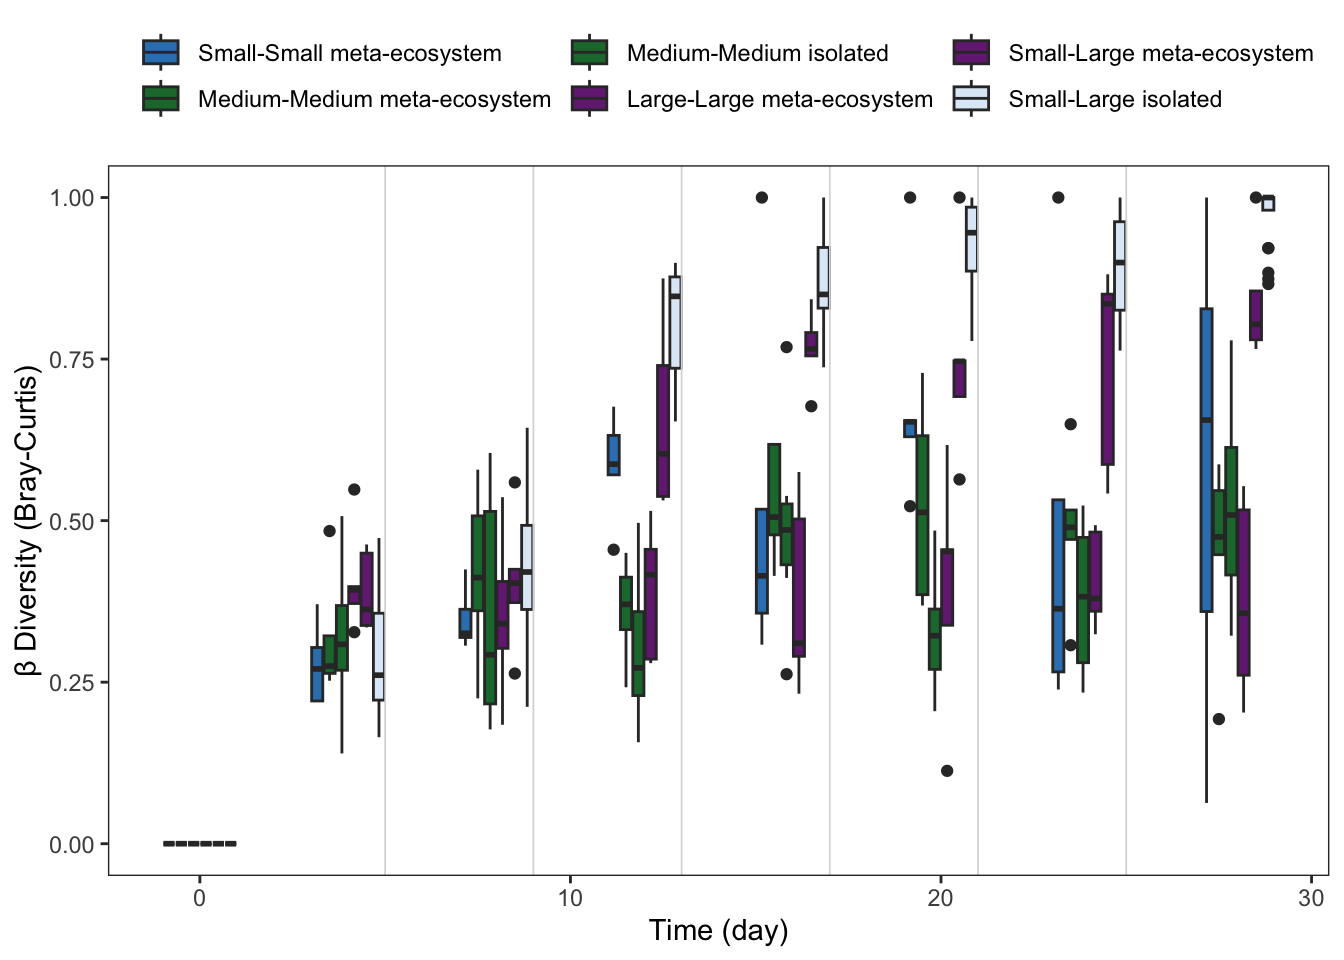 Small-Small meta-ecosystem Medium-Medium isolated Small-Large meta-ecosystem
Medium-Medium meta-ecosystem Large-Large meta-ecosystem Small-Large isolated
β Diversity (Bray-Curtis)
1.00
0.75
0.50
0.25
0.00
0 10 20 30
Time (day)